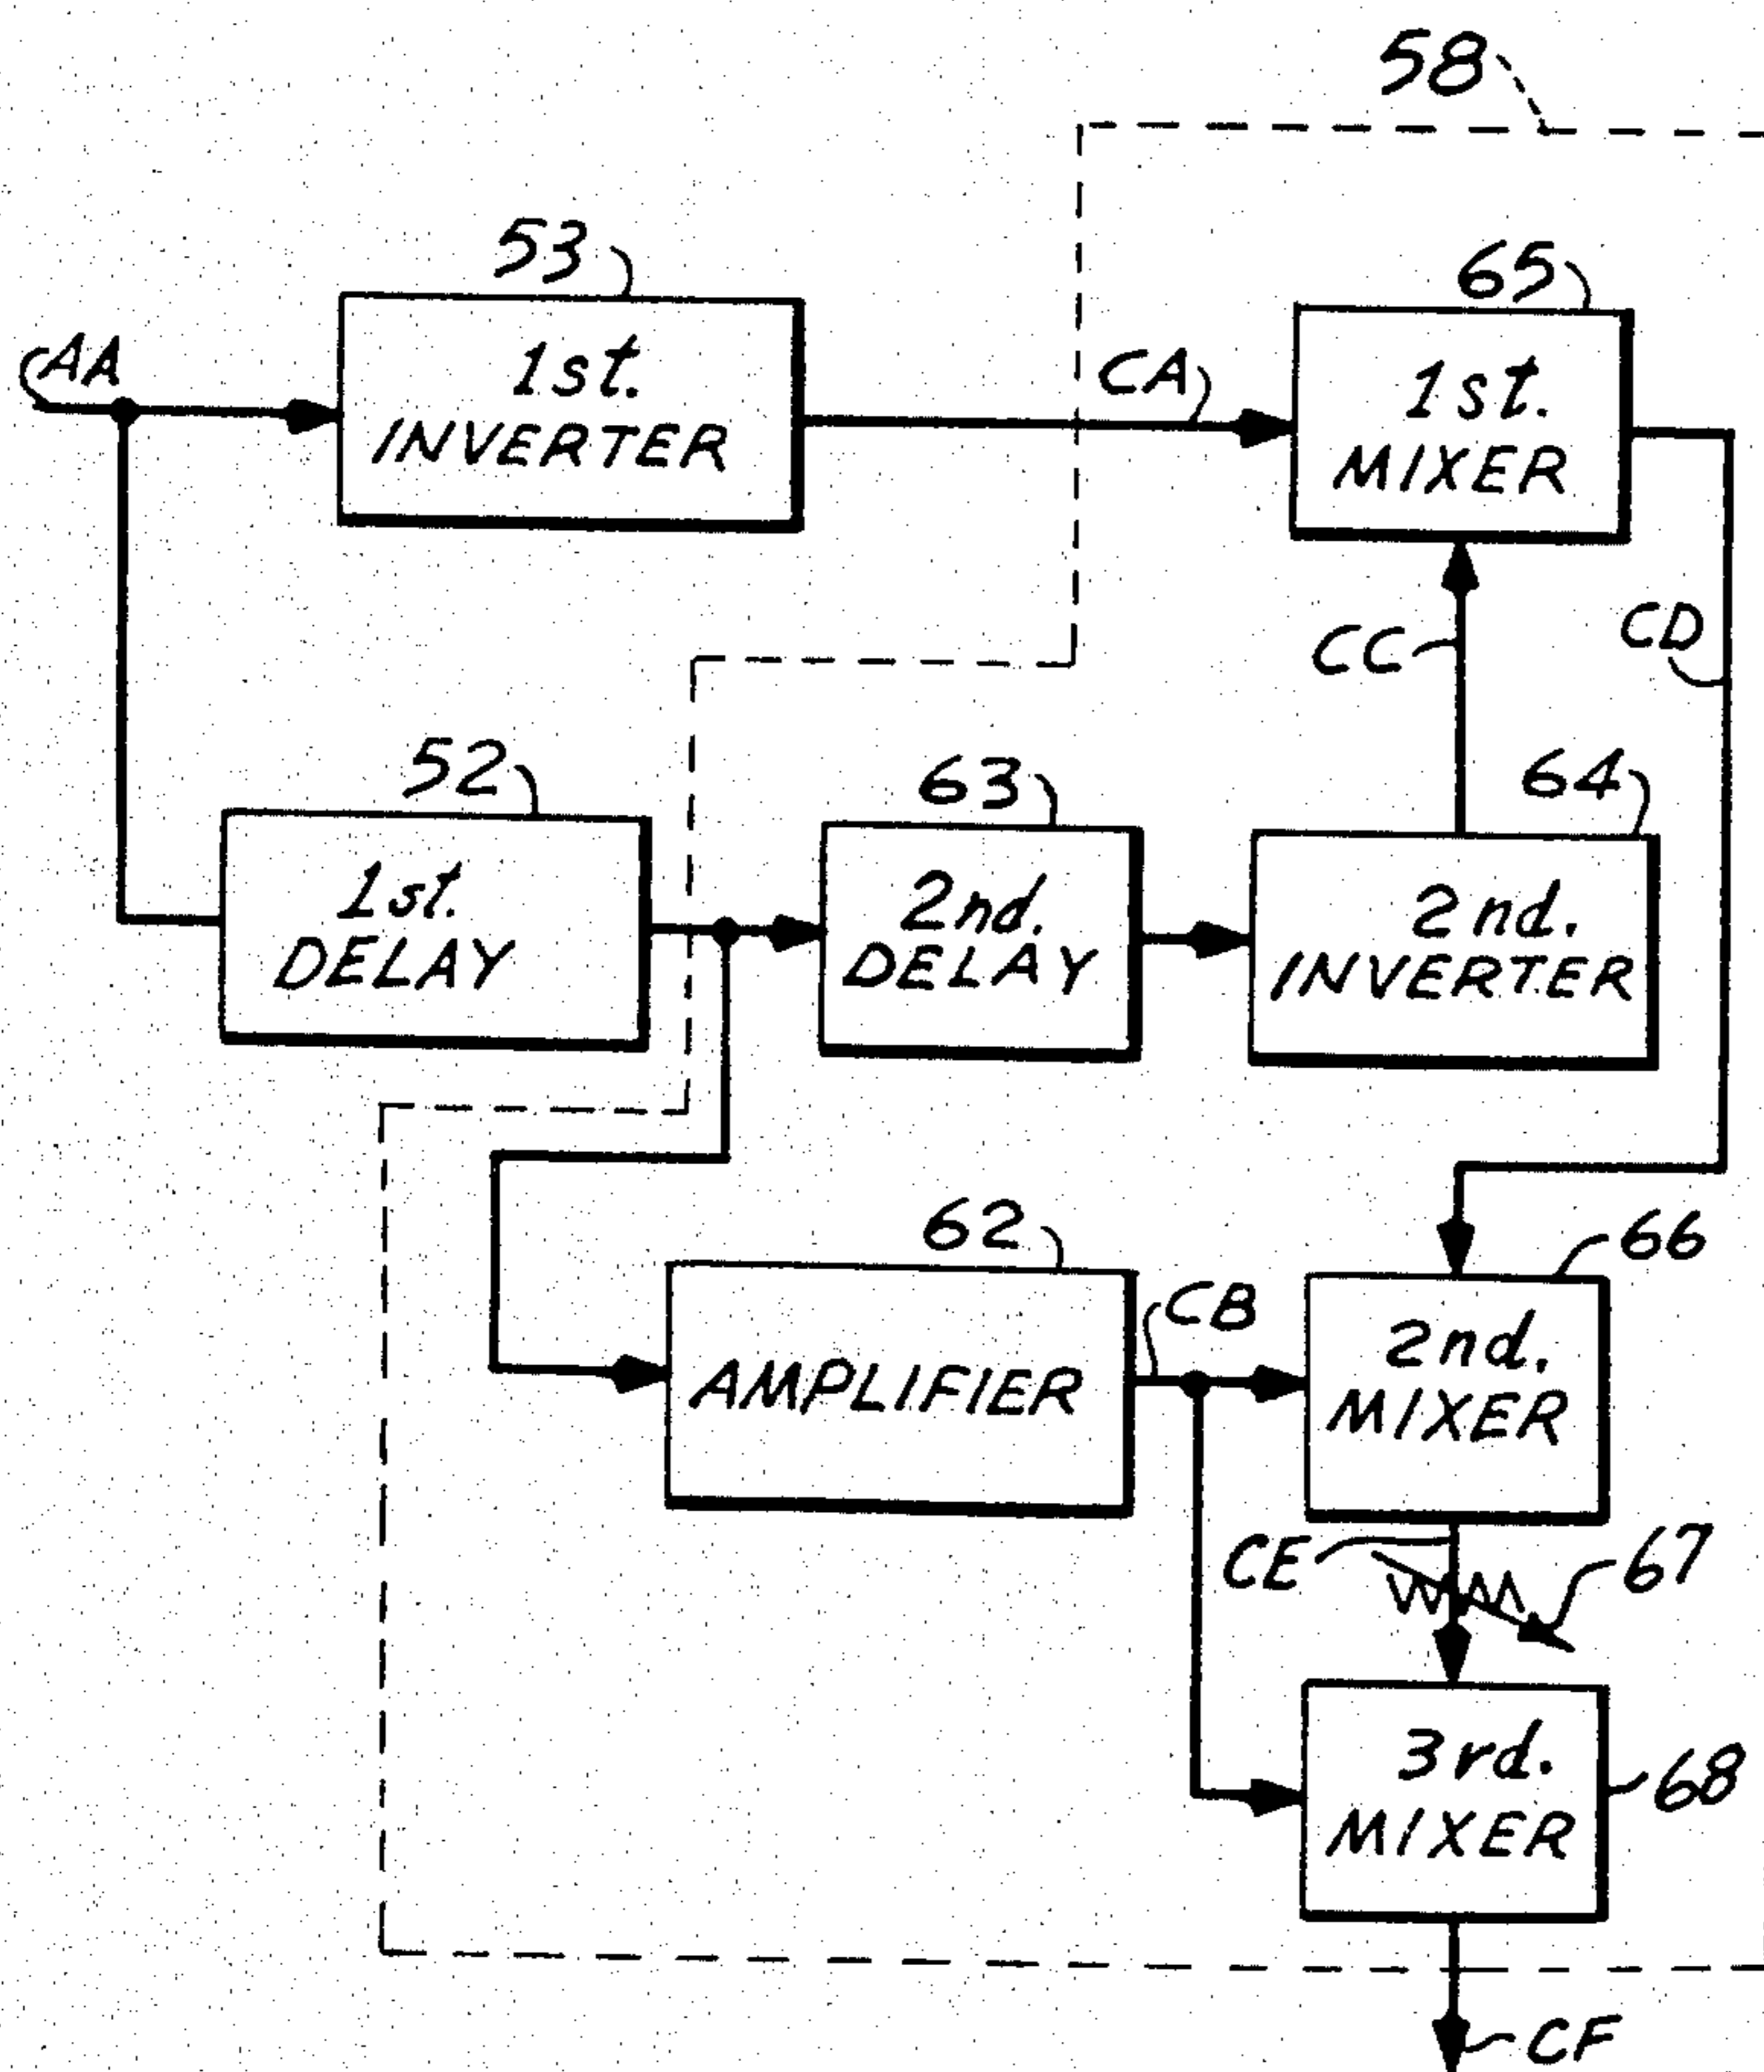 58
53
65
AA
1st.
INVERTER
CA
1st.
MIXER
CC
CD
52
63
64
1st.
DELAY
2nd.
DELAY
2nd.
INVERTER
62
66
CB
AMPLIFIER
2nd.
MIXER
CE
67
3rd.
MIXER
68
CF